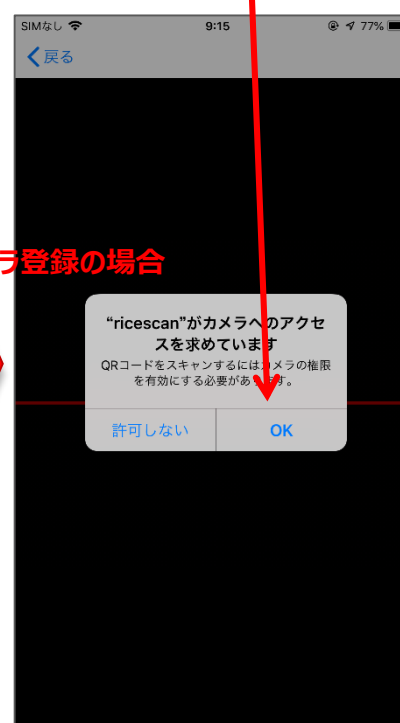 SIMなし 9:15 77%
戻る
ラ登録の場合
“ricescan”がカメラへのアクセ
スを求めています
QRコードをスキャンするにはカメラの権限
を有効にする必要があります。
許可しない OK